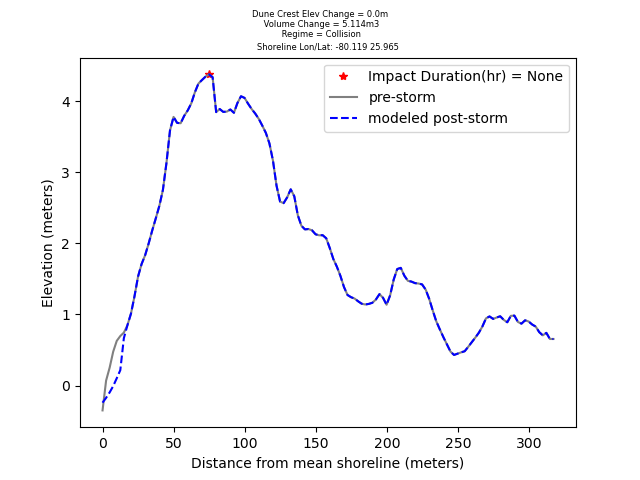 Dune Crest Elev Change = 0.0m
Volume Change = 5.114m3
Regime = Collision
Shoreline Lon/Lat: -80.119 25.965
Impact Duration(hr) = None
pre-storm
modeled post-storm
Elevation (meters)
4
3
2
1
0
0 50 100 150 200 250 300
Distance from mean shoreline (meters)